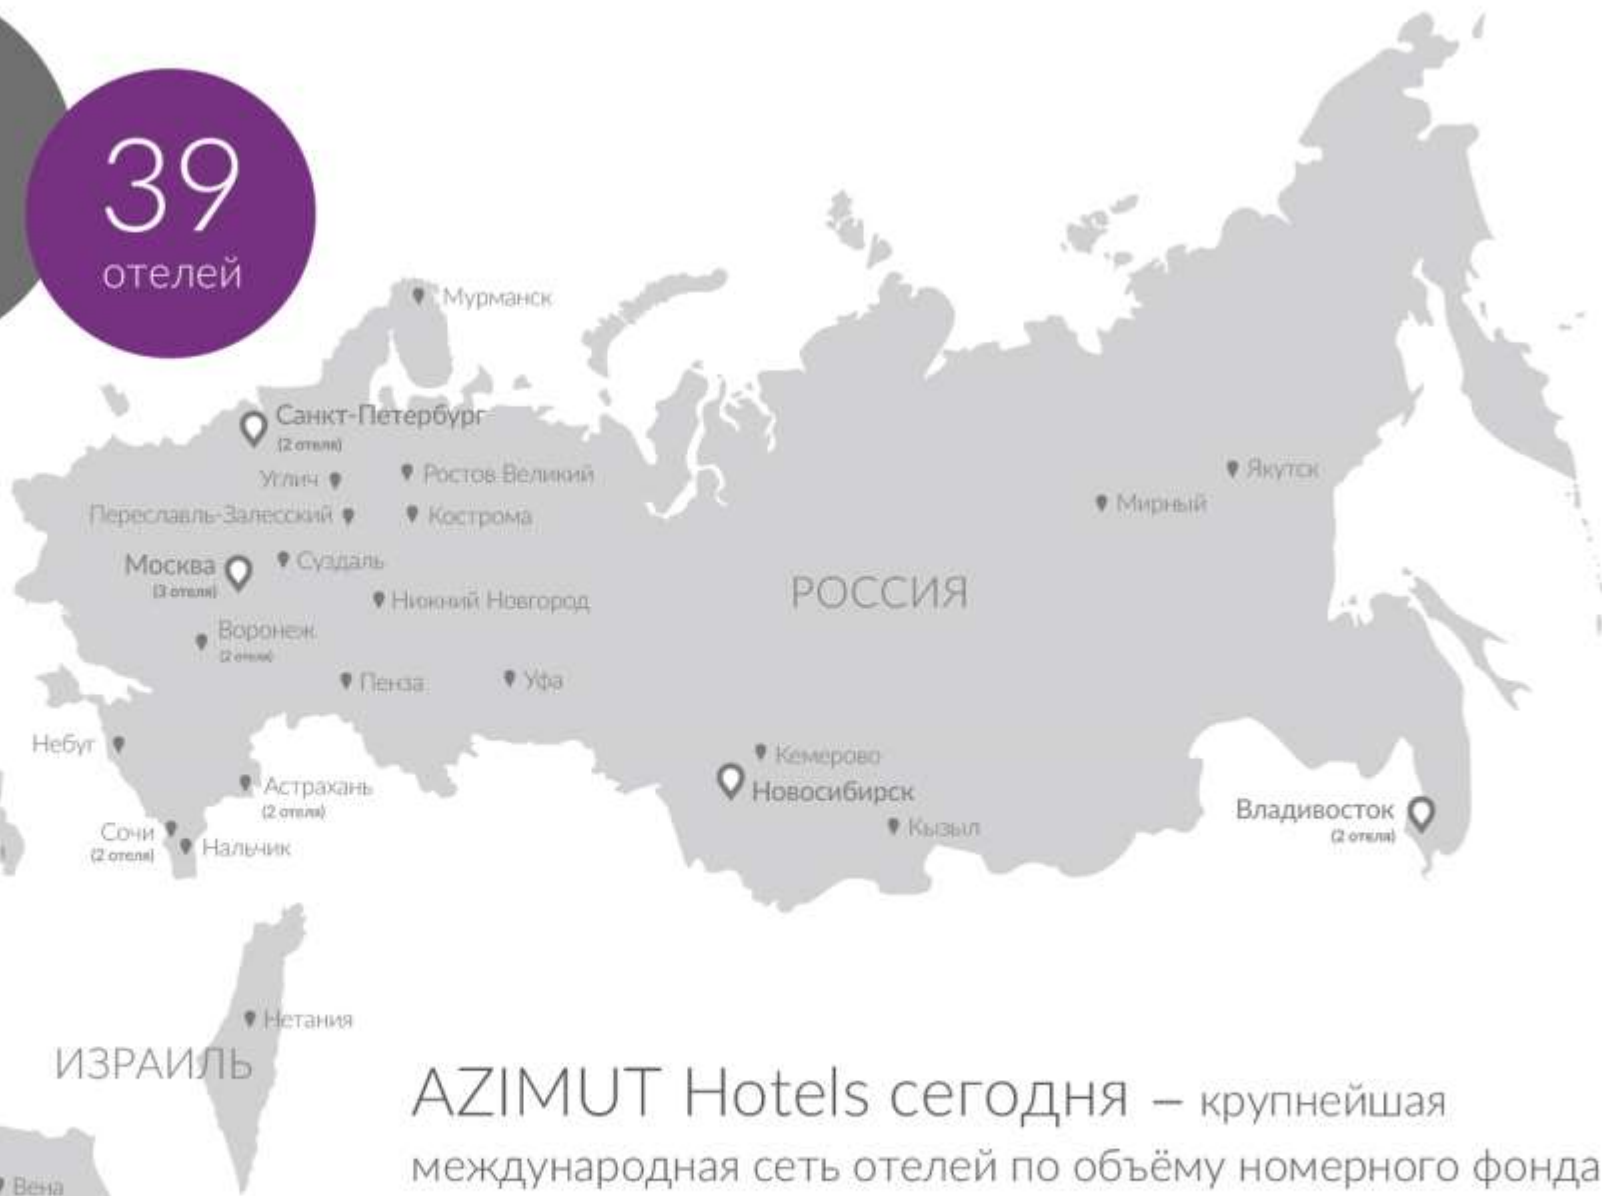 39
отелей
Мурманск
Санкт-Петербург
(2 отеля)
Углич
Ростов Великий
Переславль-Залесский
Кострома
Якутск
Мирный
Москва
(3 отеля)
Суздаль
РОССИЯ
Нижний Новгород
Воронеж
(2 отеля)
Пенза
Уфа
Небуг
Кемерово
Новосибирск
Астрахань
(2 отеля)
Владивосток
(2 отеля)
Сочи
(2 отеля)
Нальчик
Кызыл
Нетания
ИЗРАИЛЬ
AZIMUT Hotels сегодня – крупнейшая
международная сеть отелей по объёму номерного фонда
Вена